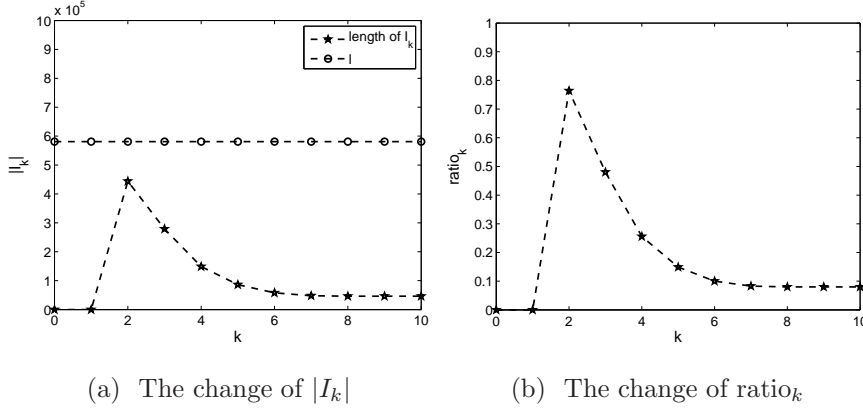 x 10⁵
10
9
8
7
6
5
4
3
2
1
0
|I_k|
0 2 4 6 8 10
k
length of I_k
l
(a) The change of |I_k|
1
0.9
0.8
0.7
0.6
0.5
0.4
0.3
0.2
0.1
0
ratio_k
0 2 4 6 8 10
k
(b) The change of ratio_k